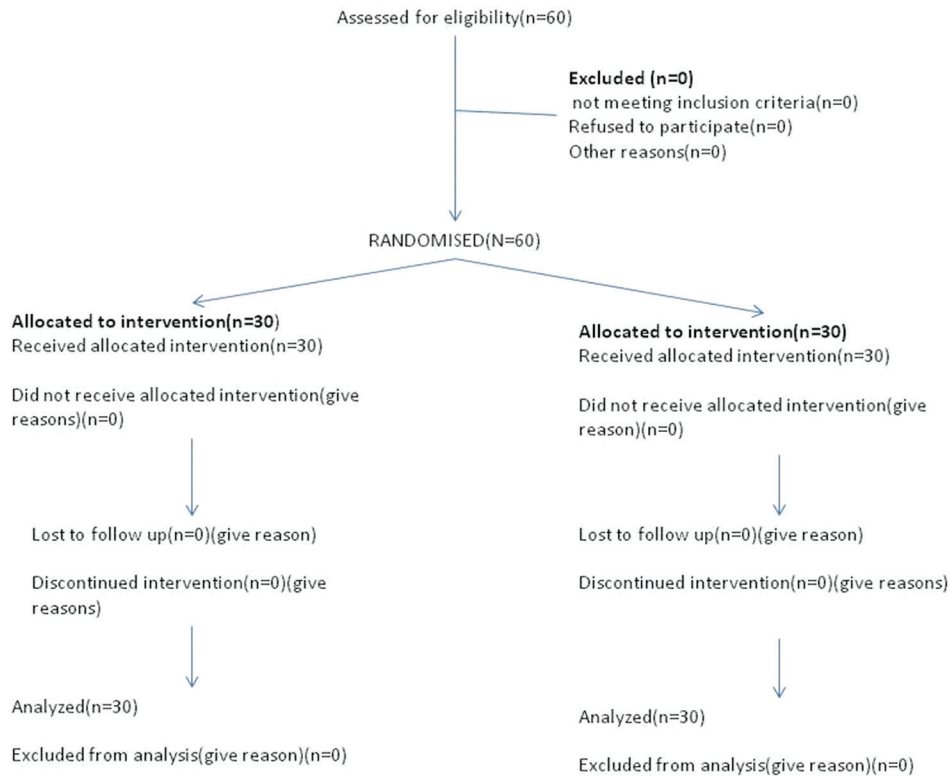 Assessed for eligibility(n=60)
Excluded (n=0)
not meeting inclusion criteria(n=0)
Refused to participate(n=0)
Other reasons(n=0)
RANDOMISED(N=60)
Allocated to intervention(n=30)
Received allocated intervention(n=30)
Did not receive allocated intervention(give
reasons)(n=0)
Lost to follow up(n=0)(give reason)
Discontinued intervention(n=0)(give
reasons)
Analyzed(n=30)
Excluded from analysis(give reason)(n=0)
Allocated to intervention(n=30)
Received allocated intervention(n=30)
Did not receive allocated intervention(give
reason)(n=0)
Lost to follow up(n=0)(give reason)
Discontinued intervention(n=0)(give reasons)
Analyzed(n=30)
Excluded from analysis(give reason)(n=0)